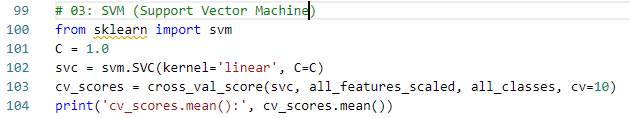 99 # 03: SVM (Support Vector Machine)
100 from sklearn import svm
101 C = 1.0
102 svc = svm.SVC(kernel='linear', C=C)
103 cv_scores = cross_val_score(svc, all_features_scaled, all_classes, cv=10)
104 print('cv_scores.mean():', cv_scores.mean())